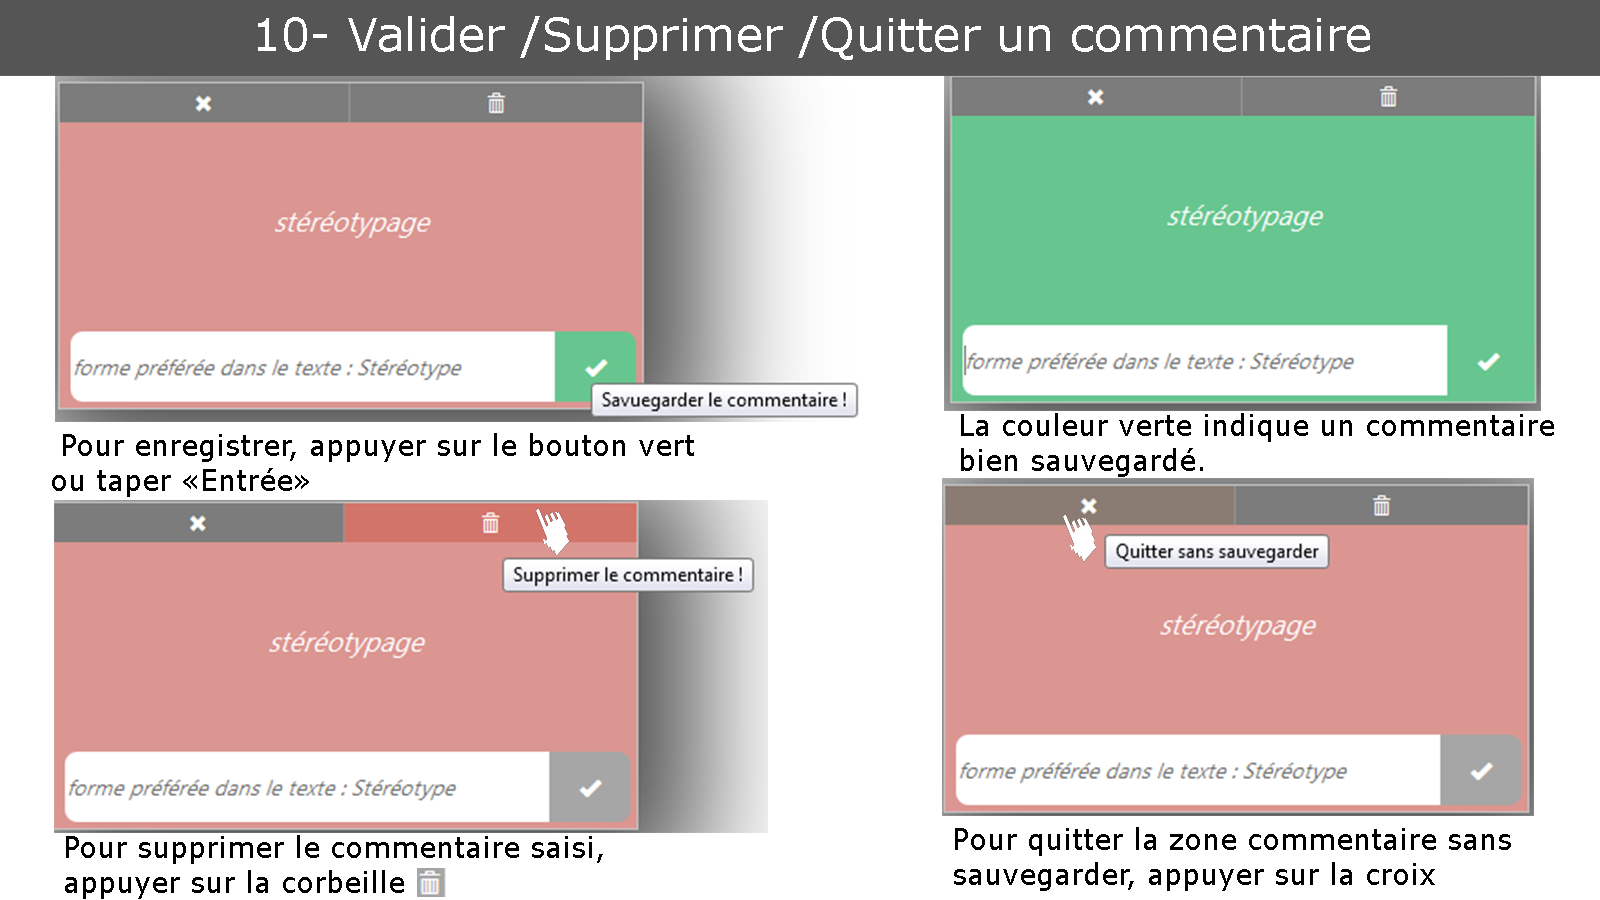 10- Valider /Supprimer /Quitter un commentaire
stéréotypage
forme préférée dans le texte : Stéréotype
Savuegarder le commentaire !
Pour enregistrer, appuyer sur le bouton vert
ou taper «Entrée»
stéréotypage
forme préférée dans le texte : Stéréotype
La couleur verte indique un commentaire
bien sauvegardé.
Supprimer le commentaire !
stéréotypage
forme préférée dans le texte : Stéréotype
Pour supprimer le commentaire saisi,
appuyer sur la corbeille
Quitter sans sauvegarder
stéréotypage
forme préférée dans le texte : Stéréotype
Pour quitter la zone commentaire sans
sauvegarder, appuyer sur la croix